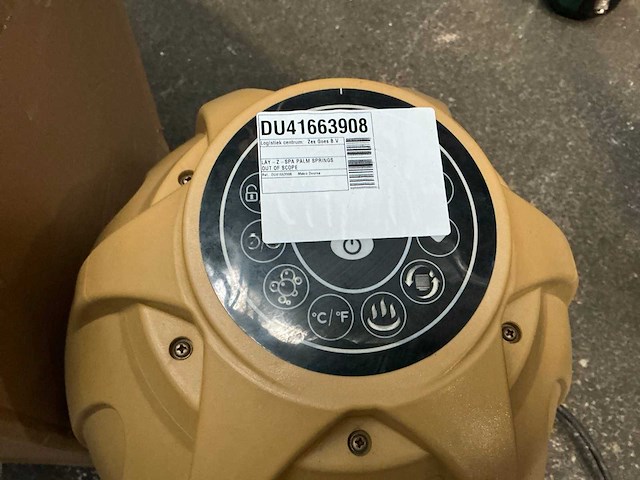 DU41663908
Logistiek centrum: Zes Goes B.V.
LAY - Z - SPA PALM SPRINGS
OUT OF SCOPE
°C/°F